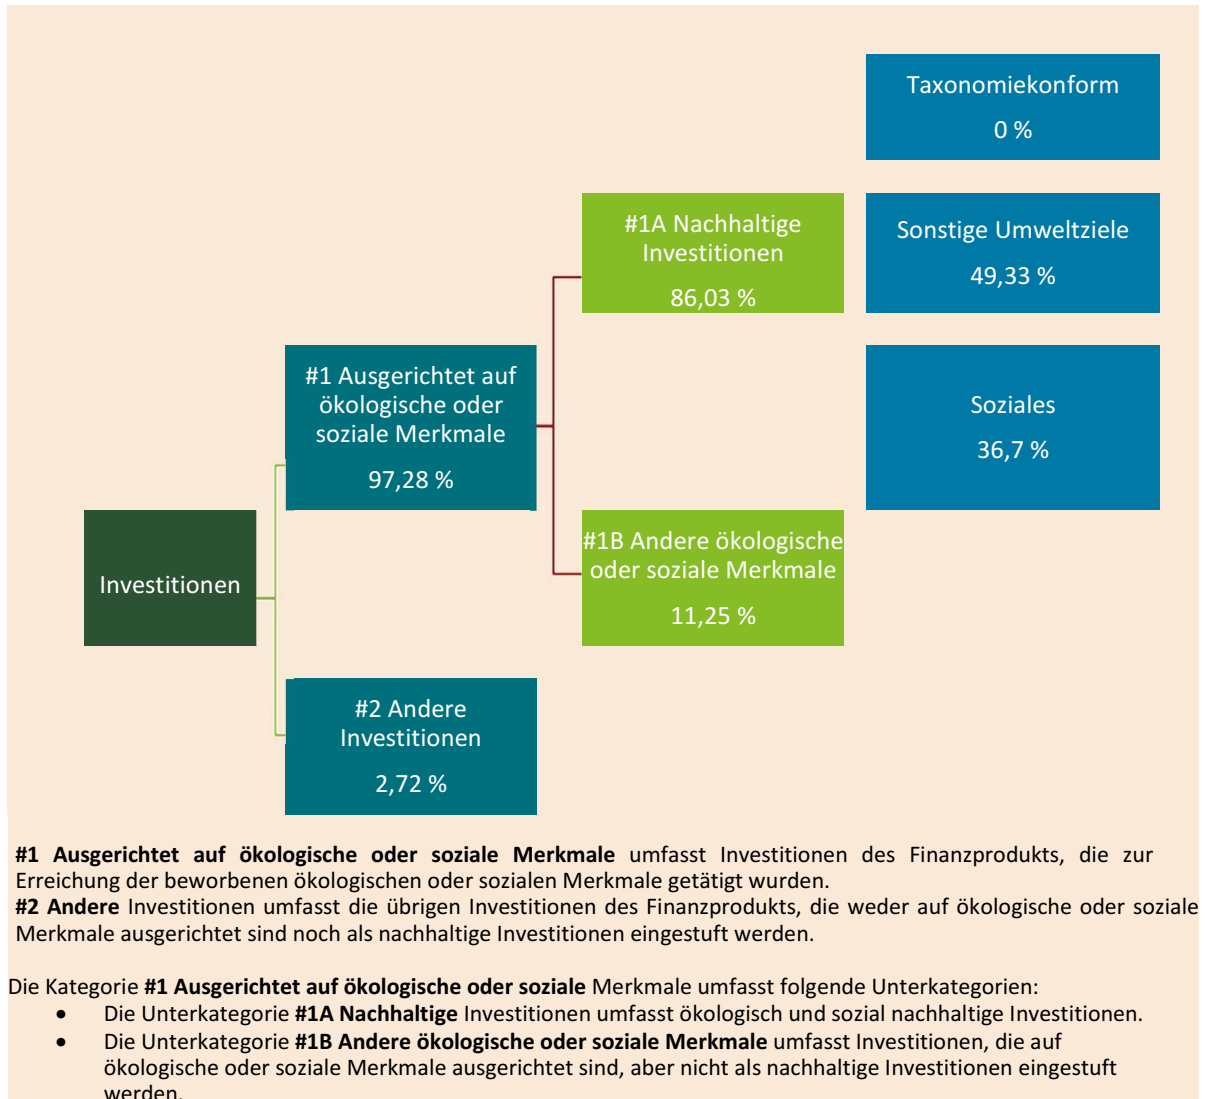 Taxonomiekonform
0 %
#1A Nachhaltige
Investitionen
86,03 %
Sonstige Umweltziele
49,33 %
#1 Ausgerichtet auf
ökologische oder
soziale Merkmale
97,28 %
Soziales
36,7 %
Investitionen
#1B Andere ökologische
oder soziale Merkmale
11,25 %
#2 Andere
Investitionen
2,72 %
#1 Ausgerichtet auf ökologische oder soziale Merkmale umfasst Investitionen des Finanzprodukts, die zur
Erreichung der beworbenen ökologischen oder sozialen Merkmale getätigt wurden.
#2 Andere Investitionen umfasst die übrigen Investitionen des Finanzprodukts, die weder auf ökologische oder soziale
Merkmale ausgerichtet sind noch als nachhaltige Investitionen eingestuft werden.
Die Kategorie #1 Ausgerichtet auf ökologische oder soziale Merkmale umfasst folgende Unterkategorien:
• Die Unterkategorie #1A Nachhaltige Investitionen umfasst ökologisch und sozial nachhaltige Investitionen.
• Die Unterkategorie #1B Andere ökologische oder soziale Merkmale umfasst Investitionen, die auf
ökologische oder soziale Merkmale ausgerichtet sind, aber nicht als nachhaltige Investitionen eingestuft
werden.